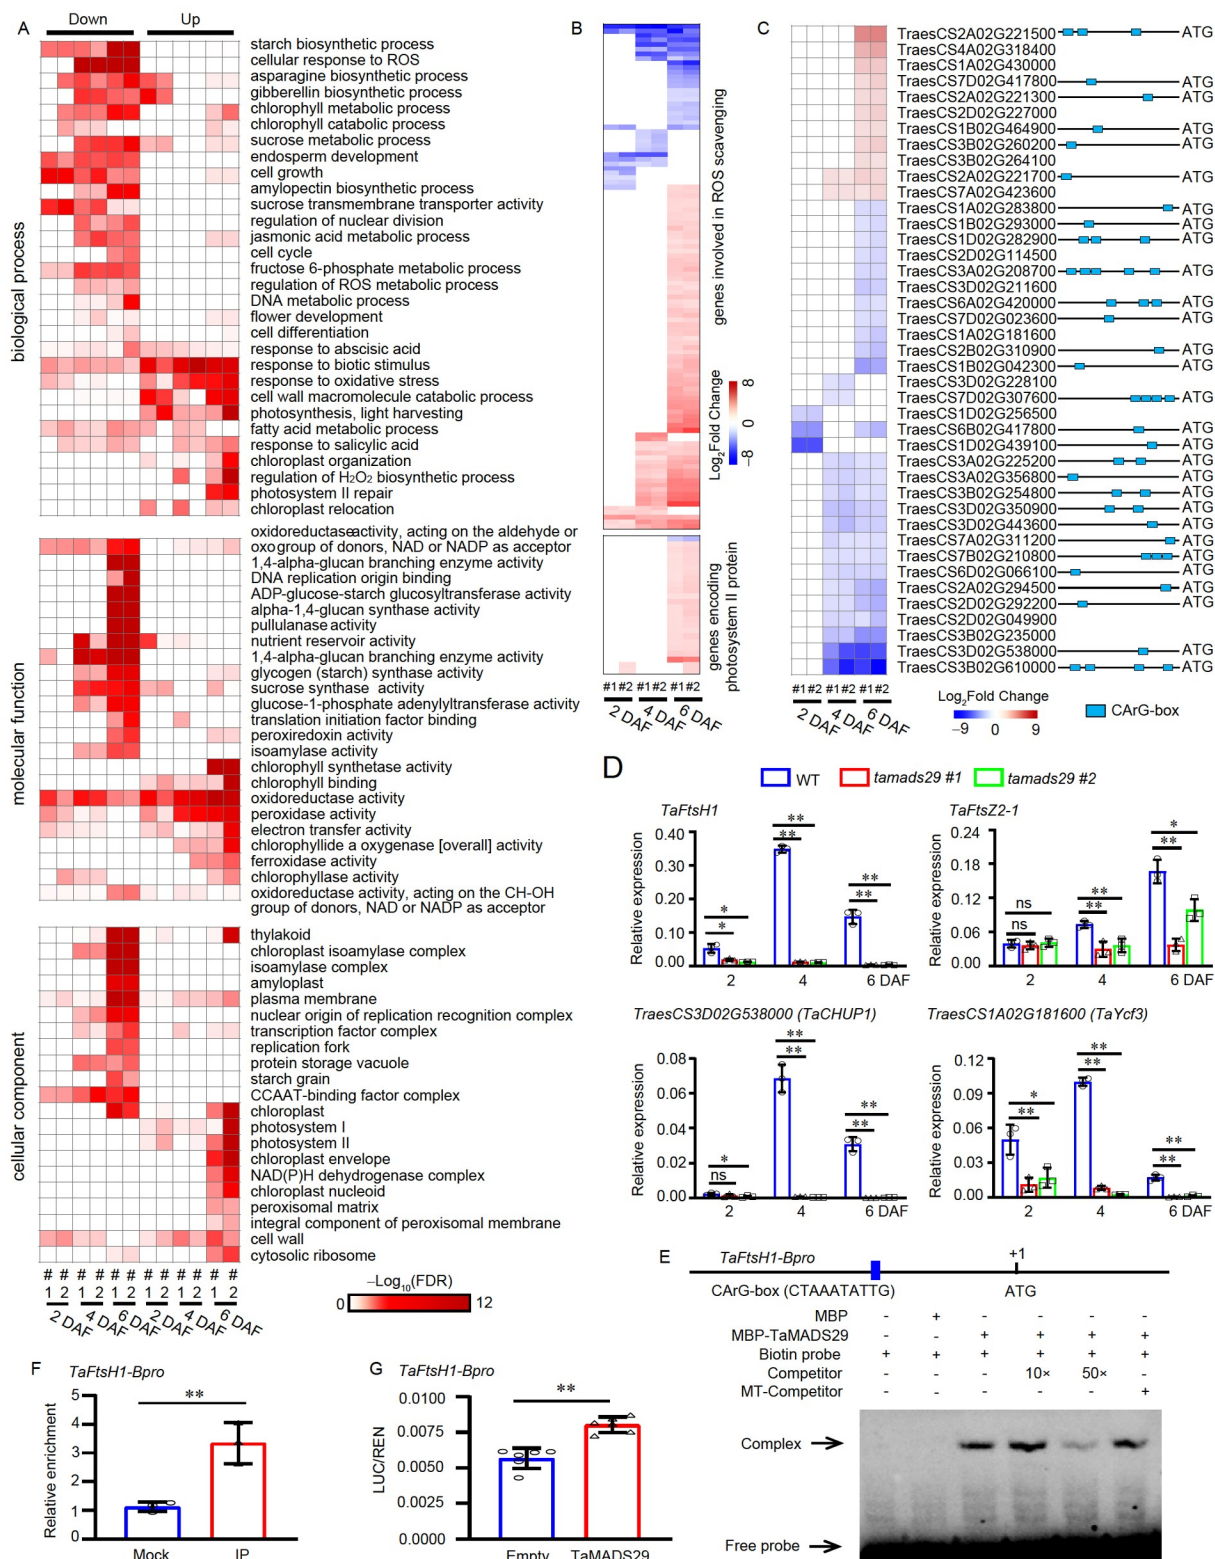 A
Down
Up
starch biosynthetic process
cellular response to ROS
asparagine biosynthetic process
gibberellin biosynthetic process
chlorophyll metabolic process
chlorophyll catabolic process
sucrose metabolic process
endosperm development
cell growth
amylopectin biosynthetic process
sucrose transmembrane transporter activity
regulation of nuclear division
jasmonic acid metabolic process
cell cycle
fructose 6-phosphate metabolic process
regulation of ROS metabolic process
DNA metabolic process
flower development
cell differentiation
response to abscisic acid
response to biotic stimulus
response to oxidative stress
cell wall macromolecule catabolic process
photosynthesis, light harvesting
fatty acid metabolic process
response to salicylic acid
chloroplast organization
regulation of H2O2 biosynthetic process
photosystem II repair
chloroplast relocation
biological process
oxidoreductase activity, acting on the aldehyde or
oxo group of donors, NAD or NADP as acceptor
1,4-alpha-glucan branching enzyme activity
DNA replication origin binding
ADP-glucose-starch glucosyltransferase activity
alpha-1,4-glucan synthase activity
pullulanase activity
nutrient reservoir activity
1,4-alpha-glucan branching enzyme activity
glycogen (starch) synthase activity
sucrose synthase activity
glucose-1-phosphate adenylyltransferase activity
translation initiation factor binding
peroxiredoxin activity
isoamylase activity
chlorophyll synthetase activity
chlorophyll binding
oxidoreductase activity
peroxidase activity
electron transfer activity
chlorophyllide a oxygenase [overall] activity
ferroxidase activity
chlorophyllase activity
oxidoreductase activity, acting on the CH-OH
group of donors, NAD or NADP as acceptor
molecular function
thylakoid
chloroplast isoamylase complex
isoamylase complex
amyloplast
plasma membrane
nuclear origin of replication recognition complex
transcription factor complex
replication fork
protein storage vacuole
starch grain
CCAAT-binding factor complex
chloroplast
photosystem I
photosystem II
chloroplast envelope
NAD(P)H dehydrogenase complex
chloroplast nucleoid
peroxisomal matrix
integral component of peroxisomal membrane
cell wall
cytosolic ribosome
cellular component
# # # # # # # # # # # #
1 2 1 2 1 2 1 2 1 2 1 2
2 DAF 4 DAF 6 DAF 2 DAF 4 DAF 6 DAF
−Log10(FDR)
0 12
B
genes involved in ROS scavenging
Log2Fold Change
8
0
−8
genes encoding
photosystem II protein
#1 #2 #1 #2 #1 #2
2 DAF 4 DAF 6 DAF
C
TraesCS2A02G221500 ATG
TraesCS4A02G318400
TraesCS1A02G430000
TraesCS7D02G417800 ATG
TraesCS2A02G221300 ATG
TraesCS2D02G227000
TraesCS1B02G464900 ATG
TraesCS3B02G260200 ATG
TraesCS3B02G264100
TraesCS2A02G221700 ATG
TraesCS7A02G423600
TraesCS1A02G283800 ATG
TraesCS1B02G293000 ATG
TraesCS1D02G282900 ATG
TraesCS2D02G114500
TraesCS3A02G208700 ATG
TraesCS3D02G211600
TraesCS6A02G420000 ATG
TraesCS7D02G023600 ATG
TraesCS1A02G181600
TraesCS2B02G310900 ATG
TraesCS1B02G042300 ATG
TraesCS3D02G228100
TraesCS7D02G307600 ATG
TraesCS1D02G256500
TraesCS6B02G417800 ATG
TraesCS1D02G439100 ATG
TraesCS3A02G225200 ATG
TraesCS3A02G356800 ATG
TraesCS3B02G254800 ATG
TraesCS3D02G350900 ATG
TraesCS3D02G443600 ATG
TraesCS7A02G311200 ATG
TraesCS7B02G210800 ATG
TraesCS6D02G066100 ATG
TraesCS2A02G294500 ATG
TraesCS2D02G292200 ATG
TraesCS2D02G049900
TraesCS3B02G235000
TraesCS3D02G538000 ATG
TraesCS3B02G610000 ATG
#1 #2 #1 #2 #1 #2
2 DAF 4 DAF 6 DAF
Log2Fold Change
−9 0 9
CArG-box
D
WT tamads29 #1 tamads29 #2
TaFtsH1
Relative expression
0.40
0.30
0.20
0.10
0.00
* * ** ** ** **
2 4 6 DAF
TaFtsZ2-1
Relative expression
0.24
0.18
0.12
0.06
0.00
ns ns ** ** * **
2 4 6 DAF
TraesCS3D02G538000 (TaCHUP1)
Relative expression
0.08
0.06
0.04
0.02
0.00
* ns ** ** ** **
2 4 6 DAF
TraesCS1A02G181600 (TaYcf3)
Relative expression
0.12
0.09
0.06
0.03
0.00
* ** ** ** ** **
2 4 6 DAF
E
TaFtsH1-Bpro
+1
CArG-box (CTAAATATTG) ATG
MBP - + - - - -
MBP-TaMADS29 - - + + + +
Biotin probe + + + + + +
Competitor - - - 10× 50× -
MT-Competitor - - - - - +
Complex
Free probe
F
TaFtsH1-Bpro
Relative enrichment
5
4
3
2
1
0
**
Mock IP
G
TaFtsH1-Bpro
LUC/REN
0.0100
0.0075
0.0050
0.0025
0.0000
**
Empty TaMADS29